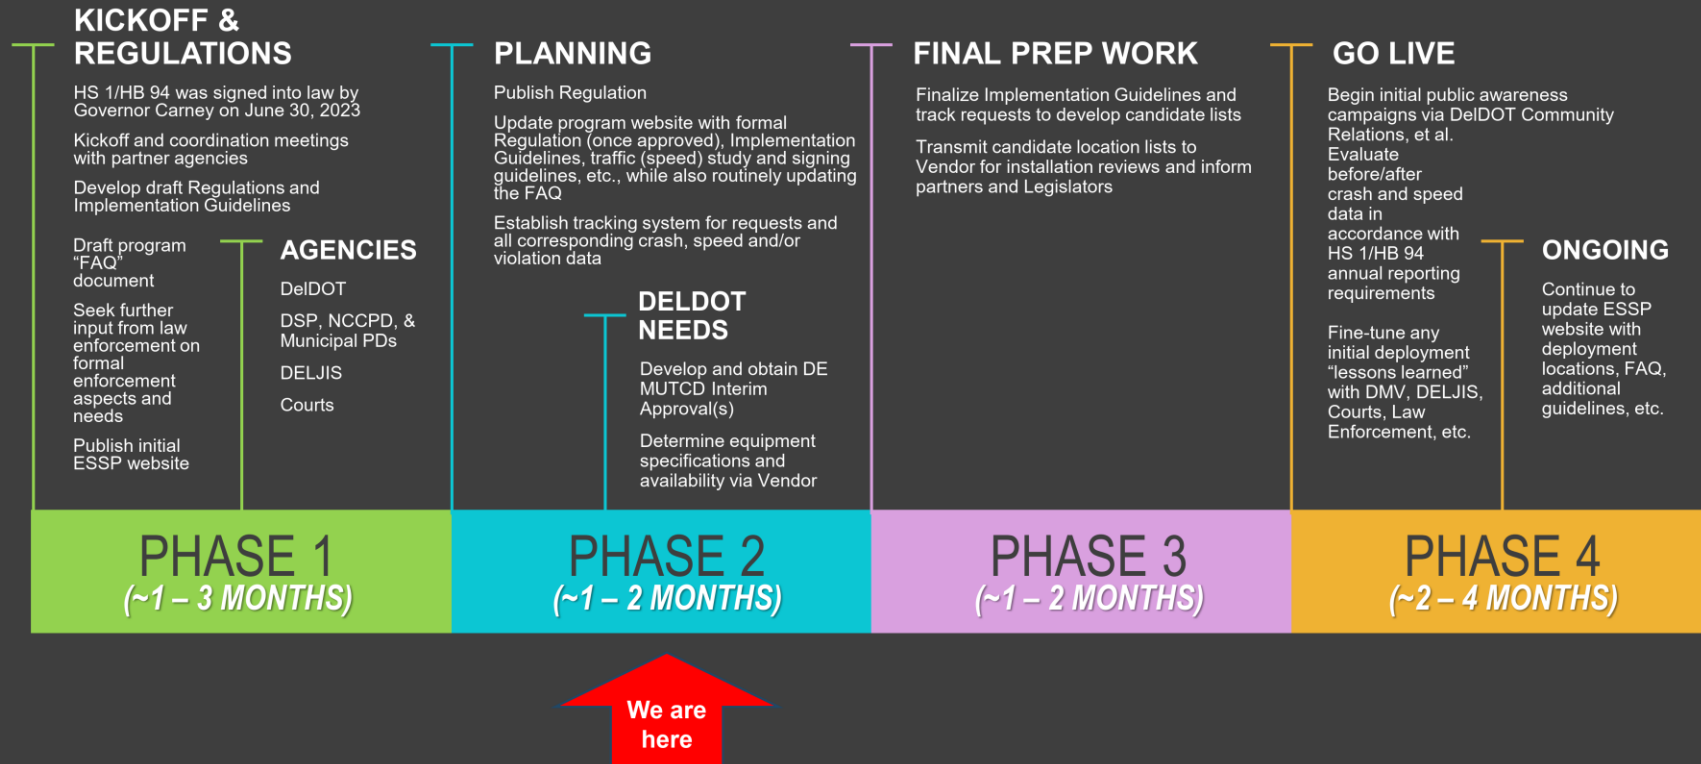 KICKOFF &
REGULATIONS
HS 1/HB 94 was signed into law by
Governor Carney on June 30, 2023
Kickoff and coordination meetings
with partner agencies
Develop draft Regulations and
Implementation Guidelines
Draft program
“FAQ”
document
Seek further
input from law
enforcement on
formal
enforcement
aspects and
needs
Publish initial
ESSP website
AGENCIES
DelDOT
DSP, NCCPD, &
Municipal PDs
DELJIS
Courts
PLANNING
Publish Regulation
Update program website with formal
Regulation (once approved), Implementation
Guidelines, traffic (speed) study and signing
guidelines, etc., while also routinely updating
the FAQ
Establish tracking system for requests and
all corresponding crash, speed and/or
violation data
DELDOT
NEEDS
Develop and obtain DE
MUTCD Interim
Approval(s)
Determine equipment
specifications and
availability via Vendor
FINAL PREP WORK
Finalize Implementation Guidelines and
track requests to develop candidate lists
Transmit candidate location lists to
Vendor for installation reviews and inform
partners and Legislators
GO LIVE
Begin initial public awareness
campaigns via DelDOT Community
Relations, et al.
Evaluate
before/after
crash and speed
data in
accordance with
HS 1/HB 94
annual reporting
requirements
Fine-tune any
initial deployment
“lessons learned”
with DMV, DELJIS,
Courts, Law
Enforcement, etc.
ONGOING
Continue to
update ESSP
website with
deployment
locations, FAQ,
additional
guidelines, etc.
PHASE 1
(~1 – 3 MONTHS)
PHASE 2
(~1 – 2 MONTHS)
PHASE 3
(~1 – 2 MONTHS)
PHASE 4
(~2 – 4 MONTHS)
We are
here